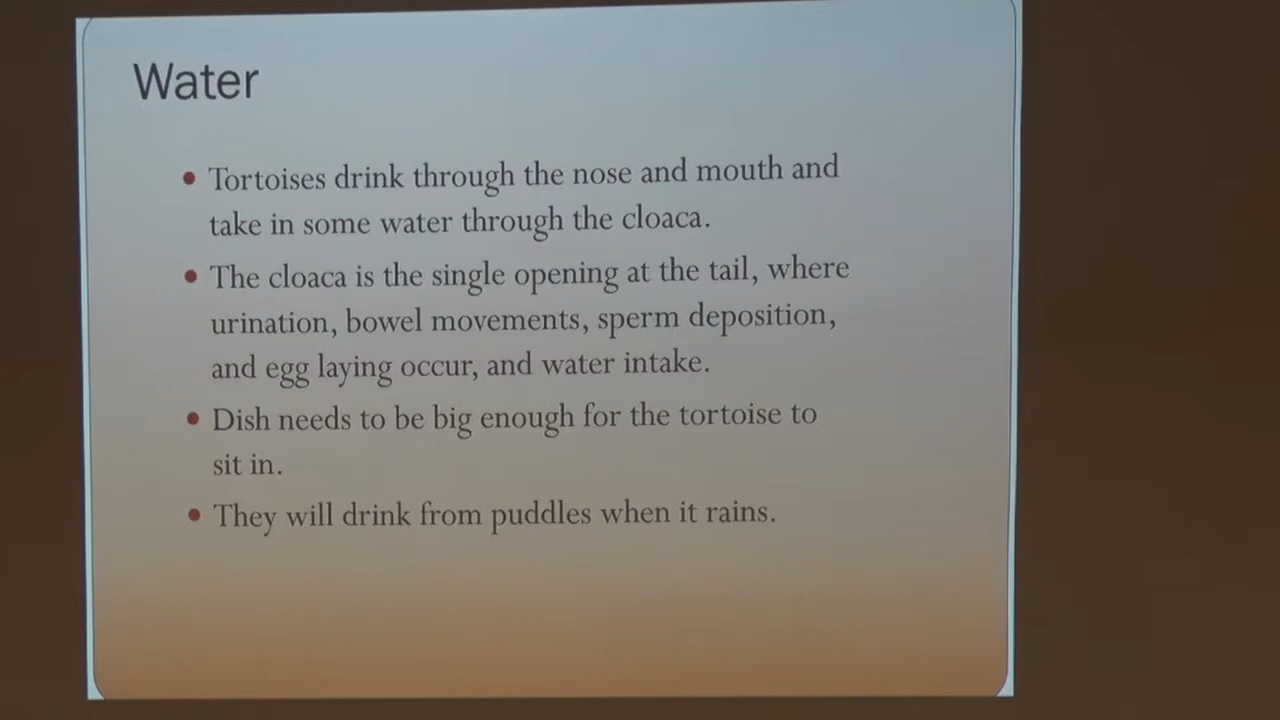 Water
• Tortoises drink through the nose and mouth and
take in some water through the cloaca.
• The cloaca is the single opening at the tail, where
urination, bowel movements, sperm deposition,
and egg laying occur, and water intake.
• Dish needs to be big enough for the tortoise to
sit in.
• They will drink from puddles when it rains.